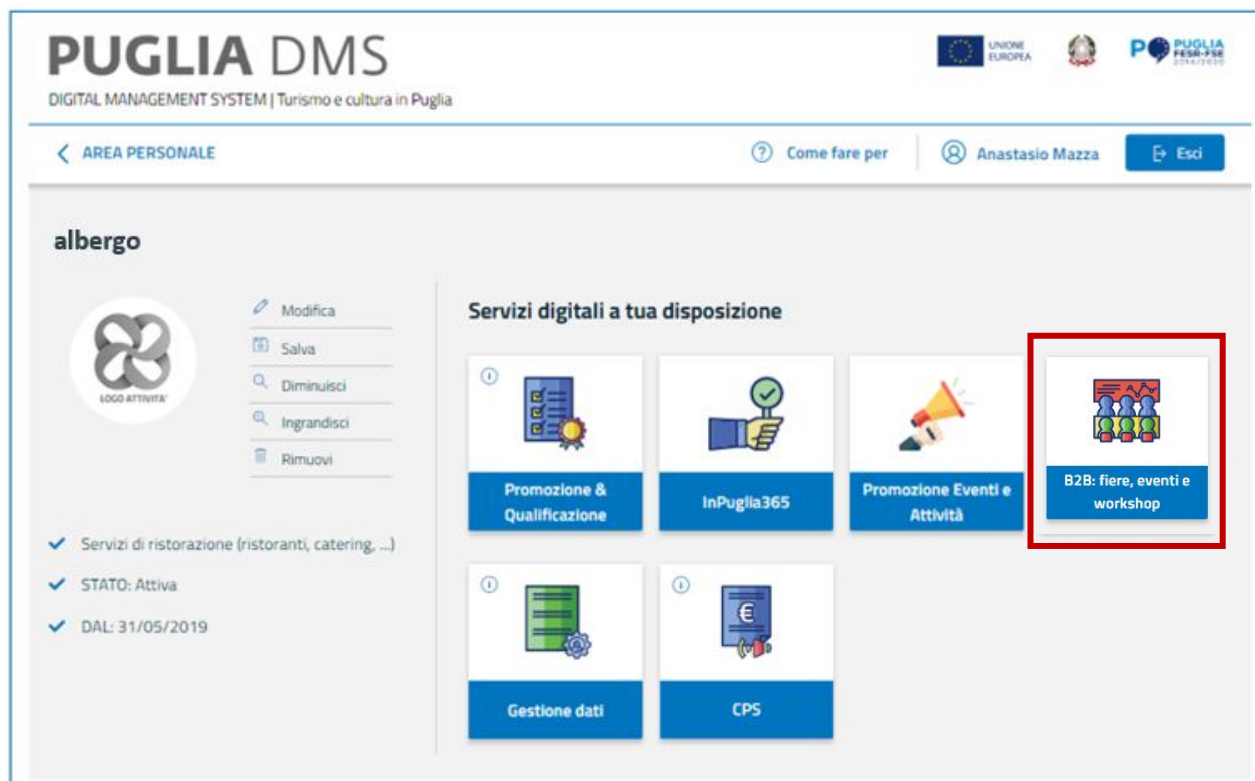 PUGLIA DMS
DIGITAL MANAGEMENT SYSTEM | Turismo e cultura in Puglia
UNIONE
EUROPEA
PUGLIA
FESR-FSE
2014/2020
AREA PERSONALE
Come fare per
Anastasio Mazza
Esci
albergo
LOGO ATTIVITA'
Modifica
Salva
Diminuisci
Ingrandisci
Rimuovi
Servizi di ristorazione (ristoranti, catering, ...)
STATO: Attiva
DAL: 31/05/2019
Servizi digitali a tua disposizione
Promozione &
Qualificazione
InPuglia365
Promozione Eventi e
Attività
B2B: fiere, eventi e
workshop
Gestione dati
CPS